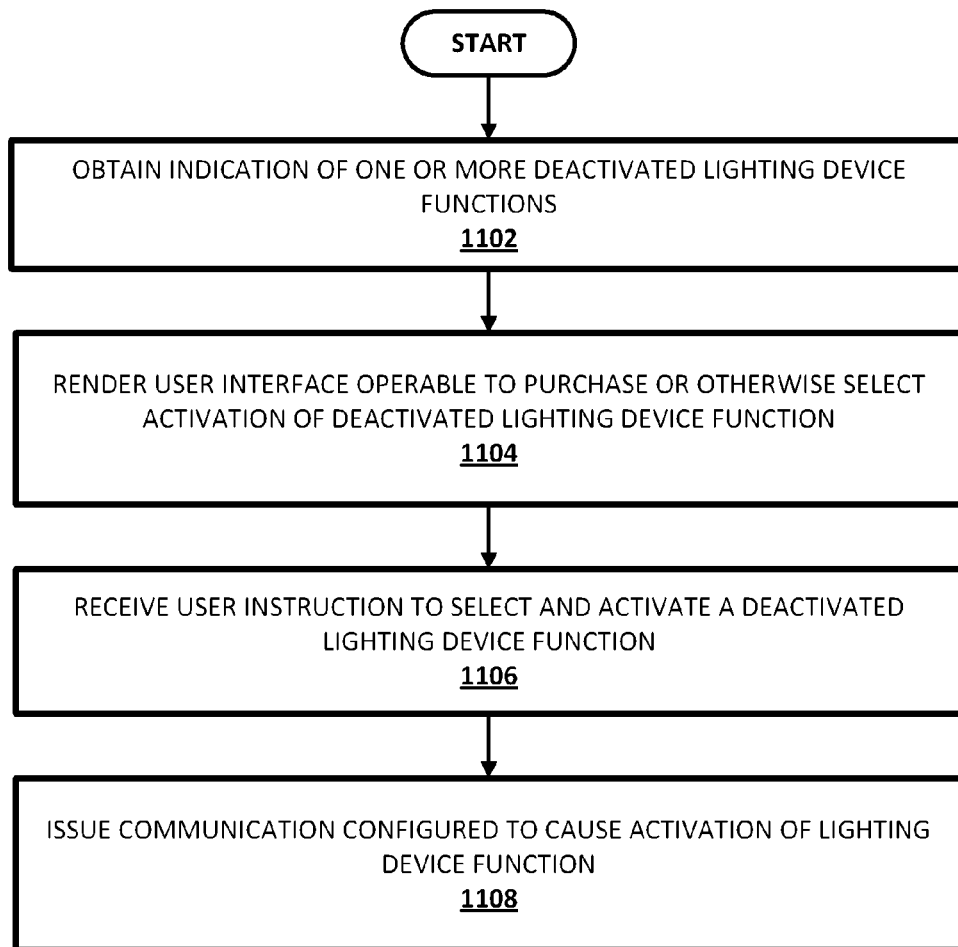 START
OBTAIN INDICATION OF ONE OR MORE DEACTIVATED LIGHTING DEVICE
FUNCTIONS
1102
RENDER USER INTERFACE OPERABLE TO PURCHASE OR OTHERWISE SELECT
ACTIVATION OF DEACTIVATED LIGHTING DEVICE FUNCTION
1104
RECEIVE USER INSTRUCTION TO SELECT AND ACTIVATE A DEACTIVATED
LIGHTING DEVICE FUNCTION
1106
ISSUE COMMUNICATION CONFIGURED TO CAUSE ACTIVATION OF LIGHTING
DEVICE FUNCTION
1108